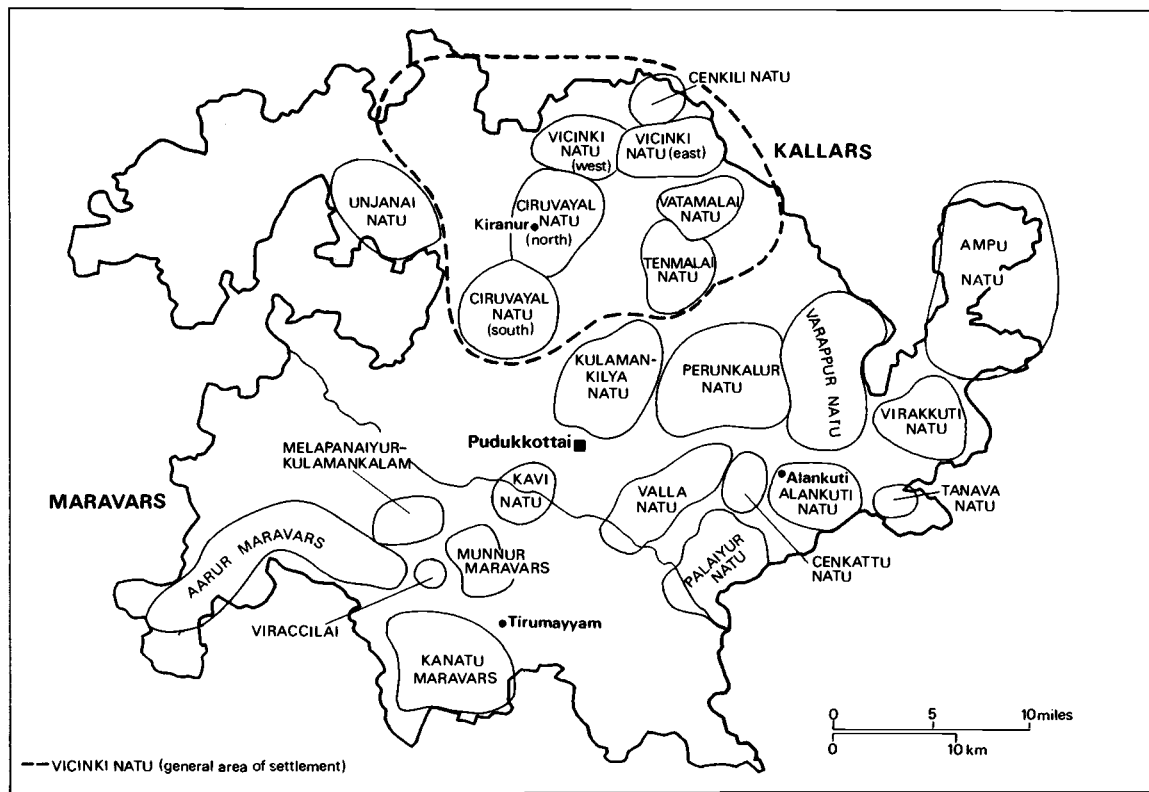 CENKILI NATU
VICINKI
NATU
(west)
VICINKI
NATU (east)
KALLARS
UNJANAI
NATU
CIRUVAYAL
NATU
(north)
Kiranur
VATAMALAI
NATU
AMPU
NATU
TENMALAI
NATU
CIRUVAYAL
NATU
(south)
KULAMAN-
KILYA
NATU
PERUNKALUR
NATU
VARAPPUR NATU
VIRAKKUTI
NATU
Pudukkottai
MELAPANAIYUR-
KULAMANKALAM
KAVI
NATU
VALLA
NATU
Alankuti
ALANKUTI
NATU
TANAVA
NATU
MARAVARS
AARUR MARAVARS
MUNNUR
MARAVARS
PALAIYUR
NATU
CENKATTU
NATU
VIRACCILAI
Tirumayyam
KANATU
MARAVARS
0 5 10 miles
0 10 km
VICINKI NATU (general area of settlement)